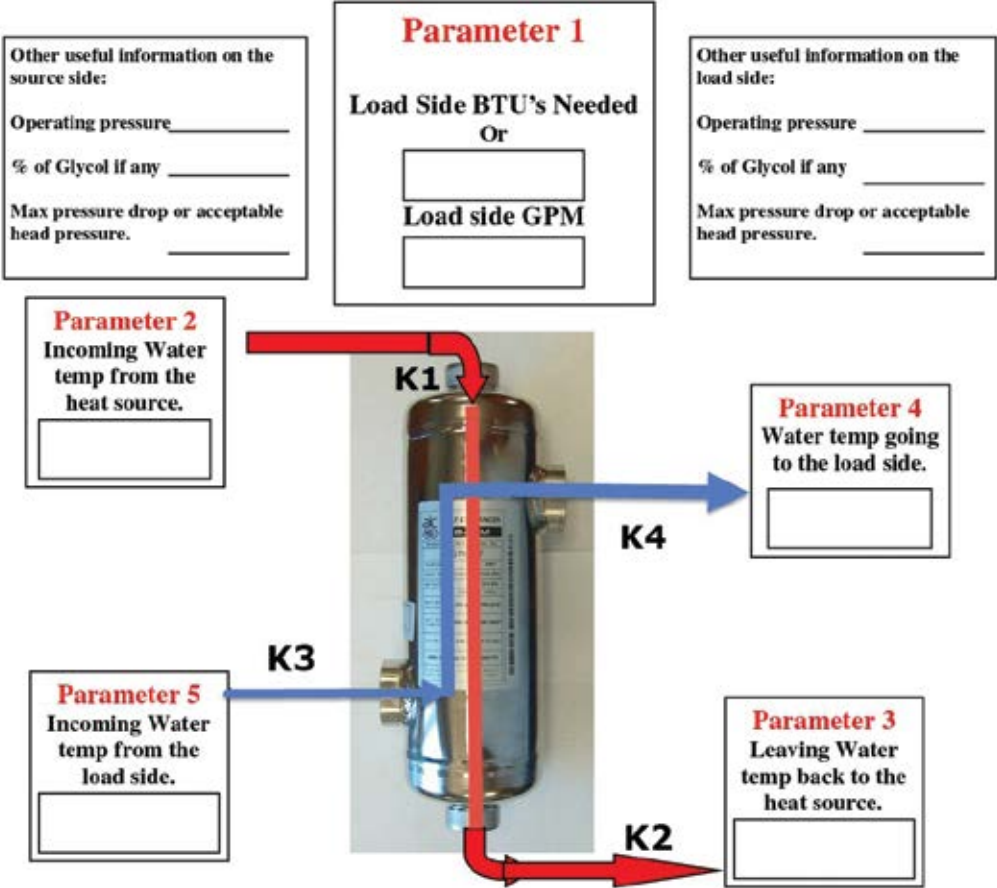 Parameter 1
Load Side BTU's Needed
Or
Load side GPM
Other useful information on the
source side:
Operating pressure
% of Glycol if any
Max pressure drop or acceptable
head pressure.
Other useful information on the
load side:
Operating pressure
% of Glycol if any
Max pressure drop or acceptable
head pressure.
Parameter 2
Incoming Water
temp from the
heat source.
K1
Parameter 4
Water temp going
to the load side.
K4
K3
Parameter 5
Incoming Water
temp from the
load side.
Parameter 3
Leaving Water
temp back to the
heat source.
K2